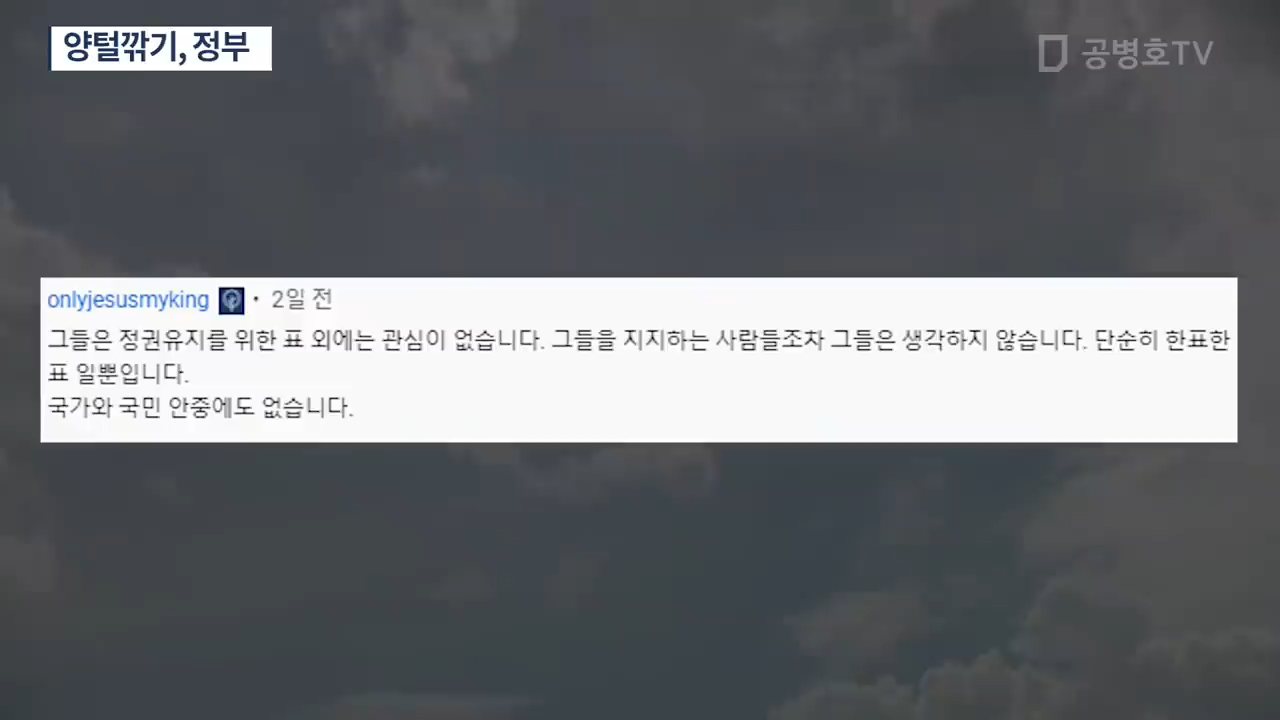 양털깎기, 정부
공병호TV
onlyjesusmyking · 2일 전
그들은 정권유지를 위한 표 외에는 관심이 없습니다. 그들을 지지하는 사람들조차 그들은 생각하지 않습니다. 단순히 한표한
표 일뿐입니다.
국가와 국민 안중에도 없습니다.